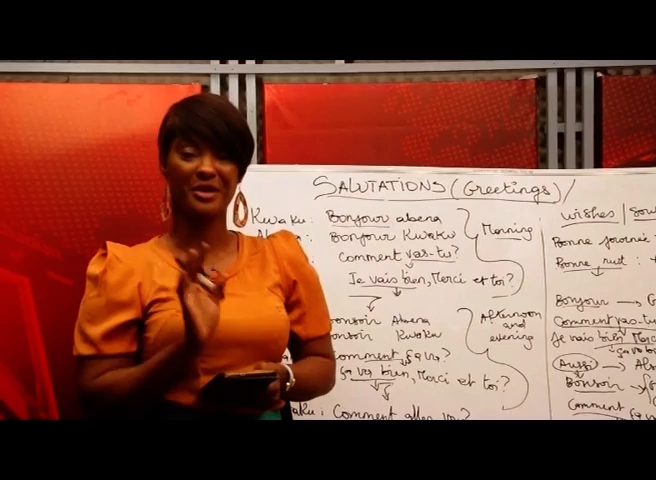 SALUTATIONS (Greetings)
Kwaku: Bonjour abena
Bonjour Kwaku
Comment vas-tu?
Je vais bien, Merci et toi?
Morning
Bonsoir Abena
Bonsoir Kwaku
Comment ça va?
ça va bien, Merci et toi?
Afternoon
and
evening
Comment allez vous?
wishes
Bonne journée
Bonne nuit :
Bonjour
Comment vas-tu
Je vais bien
ça va
Aussi
Bonsoir
Comment